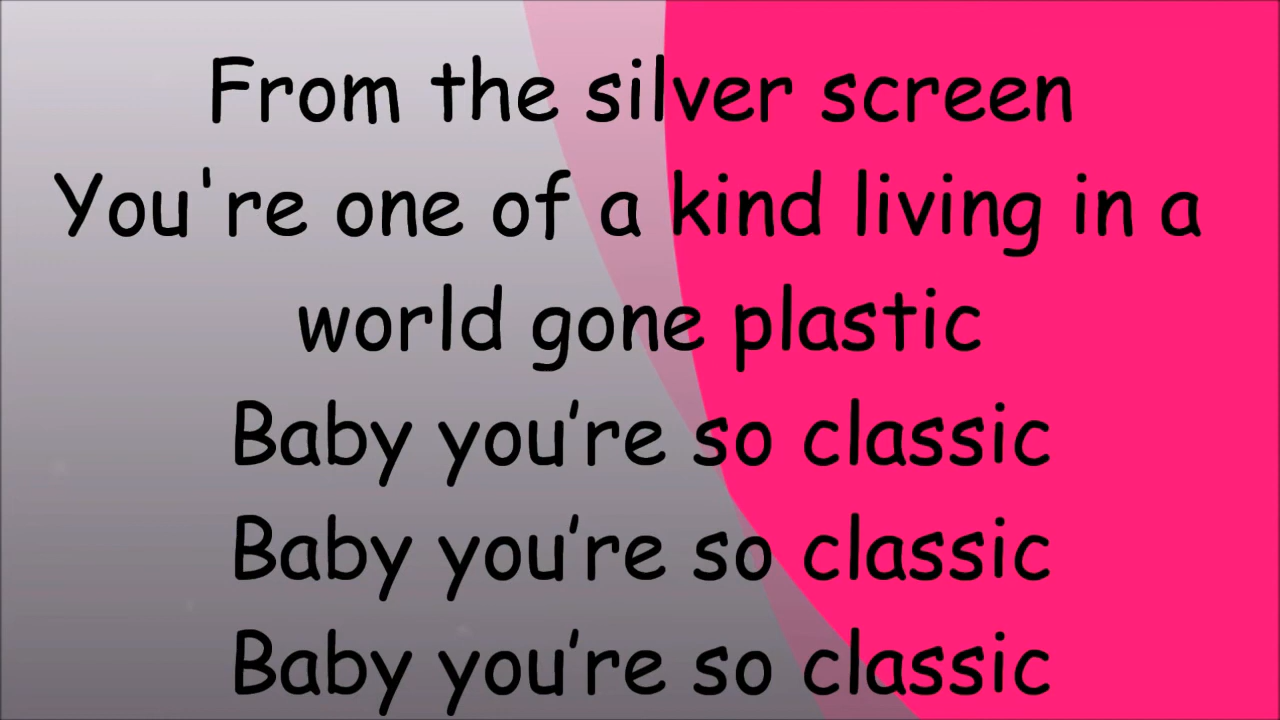 From the silver screen
You're one of a kind living in a
world gone plastic
Baby you’re so classic
Baby you’re so classic
Baby you’re so classic